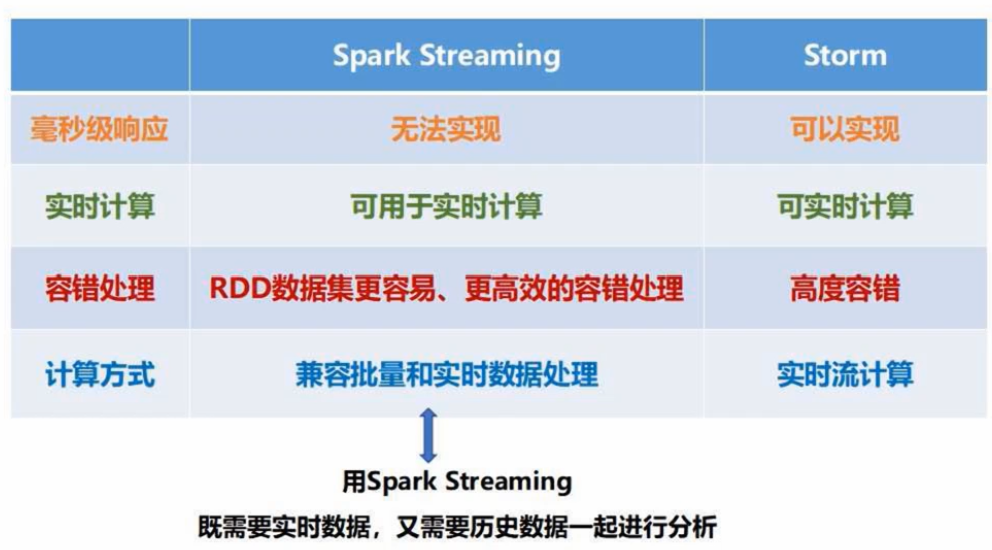 Spark Streaming Storm
毫秒级响应 无法实现 可以实现
实时计算 可用于实时计算 可实时计算
容错处理 RDD数据集更容易、更高效的容错处理 高度容错
计算方式 兼容批量和实时数据处理 实时流计算
用Spark Streaming
既需要实时数据，又需要历史数据一起进行分析